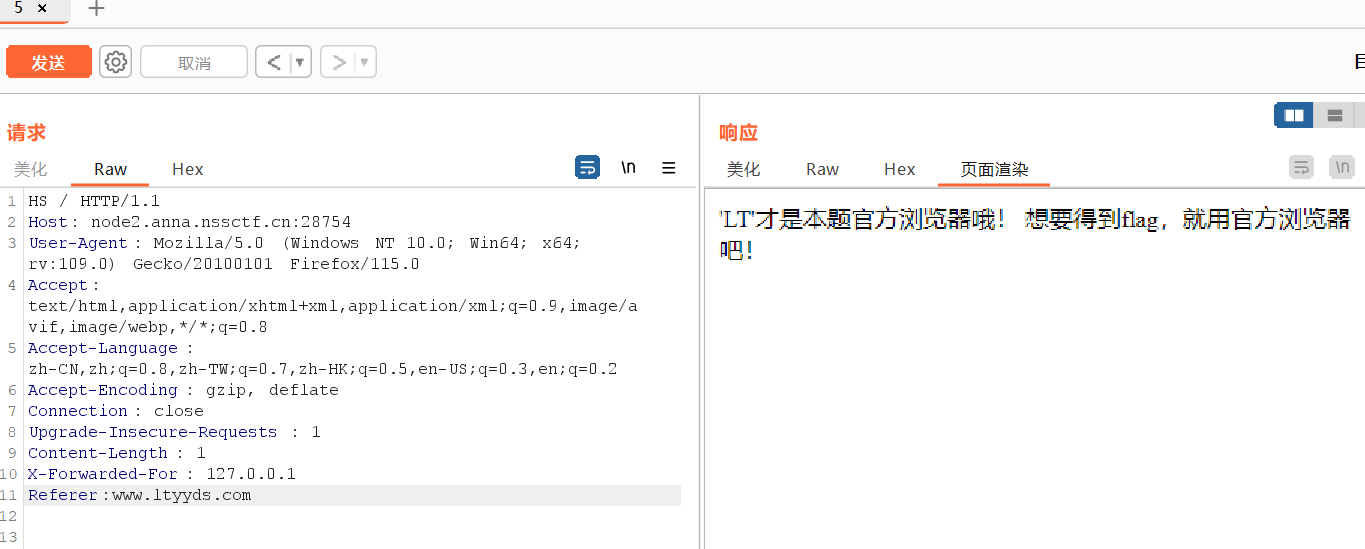 5 × +
发送 取消 < ▼ > ▼
请求
美化 Raw Hex \n
1 HS / HTTP/1.1
2 Host: node2.anna.nssctf.cn:28754
3 User-Agent: Mozilla/5.0 (Windows NT 10.0; Win64; x64;
rv:109.0) Gecko/20100101 Firefox/115.0
4 Accept:
text/html,application/xhtml+xml,application/xml;q=0.9,image/a
vif,image/webp,*/*;q=0.8
5 Accept-Language:
zh-CN,zh;q=0.8,zh-TW;q=0.7,zh-HK;q=0.5,en-US;q=0.3,en;q=0.2
6 Accept-Encoding: gzip, deflate
7 Connection: close
8 Upgrade-Insecure-Requests : 1
9 Content-Length: 1
10 X-Forwarded-For: 127.0.0.1
11 Referer:www.ltyyds.com
12
13
响应
美化 Raw Hex 页面渲染 \n
'LT'才是本题官方浏览器哦！ 想要得到flag，就用官方浏览器
吧！